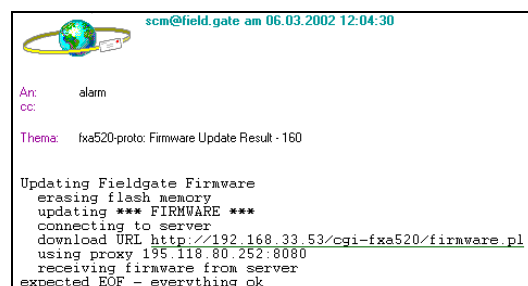 scm@field.gate am 06.03.2002 12:04:30
An: alarm
cc:
Thema: fxa520-proto: Firmware Update Result - 160
Updating Fieldgate Firmware
erasing flash memory
updating *** FIRMWARE ***
connecting to server
download URL http://192.168.33.53/cgi-fxa520/firmware.pl
using proxy 195.118.80.252:8080
receiving firmware from server
expected EOF - everything ok